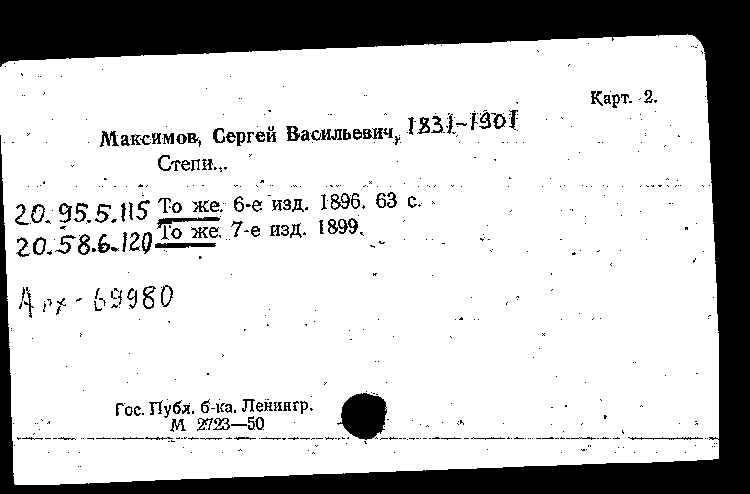 Карт. 2.
Максимов, Сергей Васильевич, 1831-1901
Степи...
20.95.5.115 То же. 6-е изд. 1896. 63 с.
20.58.6.120 То же. 7-е изд. 1899.
Арх-69980
Гос. Публ. б-ка. Ленингр.
М 2723—50